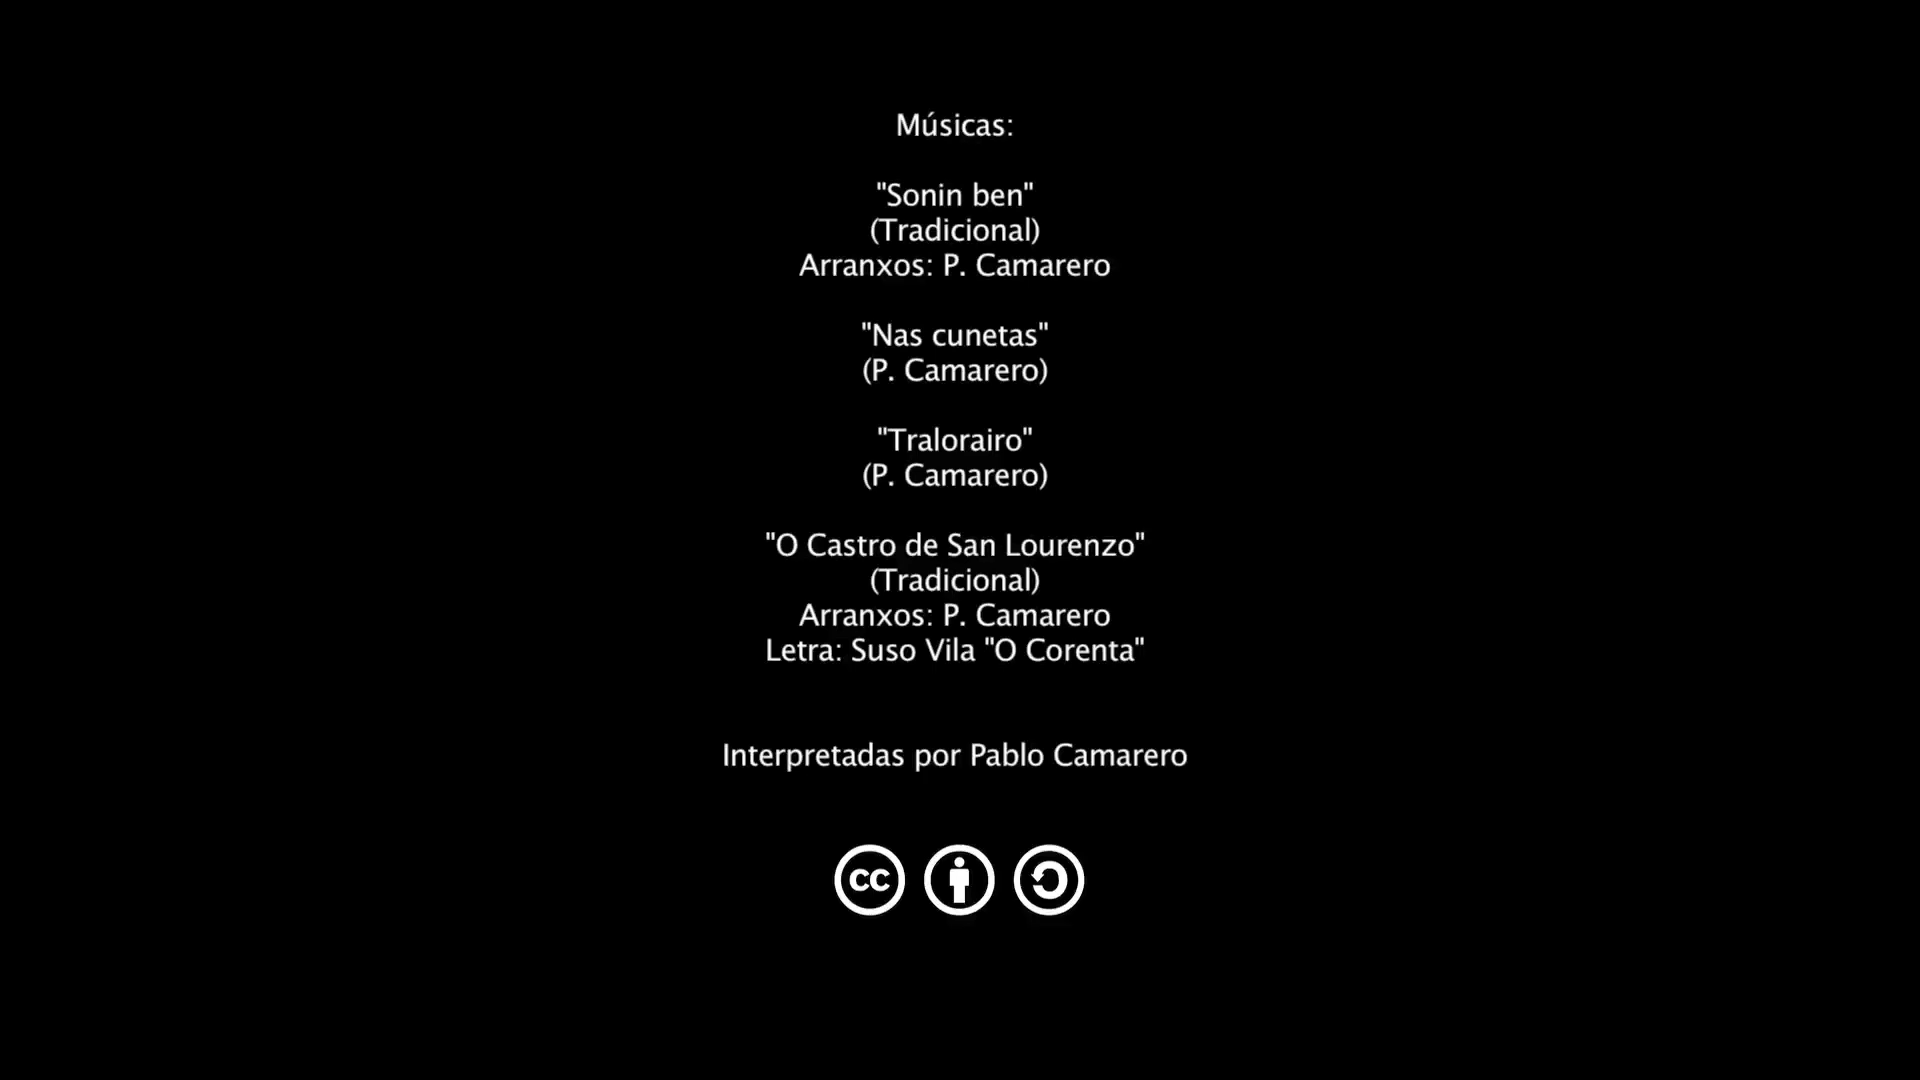 Músicas:
"Sonin ben"
(Tradicional)
Arranxos: P. Camarero
"Nas cunetas"
(P. Camarero)
"Tralorairo"
(P. Camarero)
"O Castro de San Lourenzo"
(Tradicional)
Arranxos: P. Camarero
Letra: Suso Vila "O Corenta"
Interpretadas por Pablo Camarero
cc